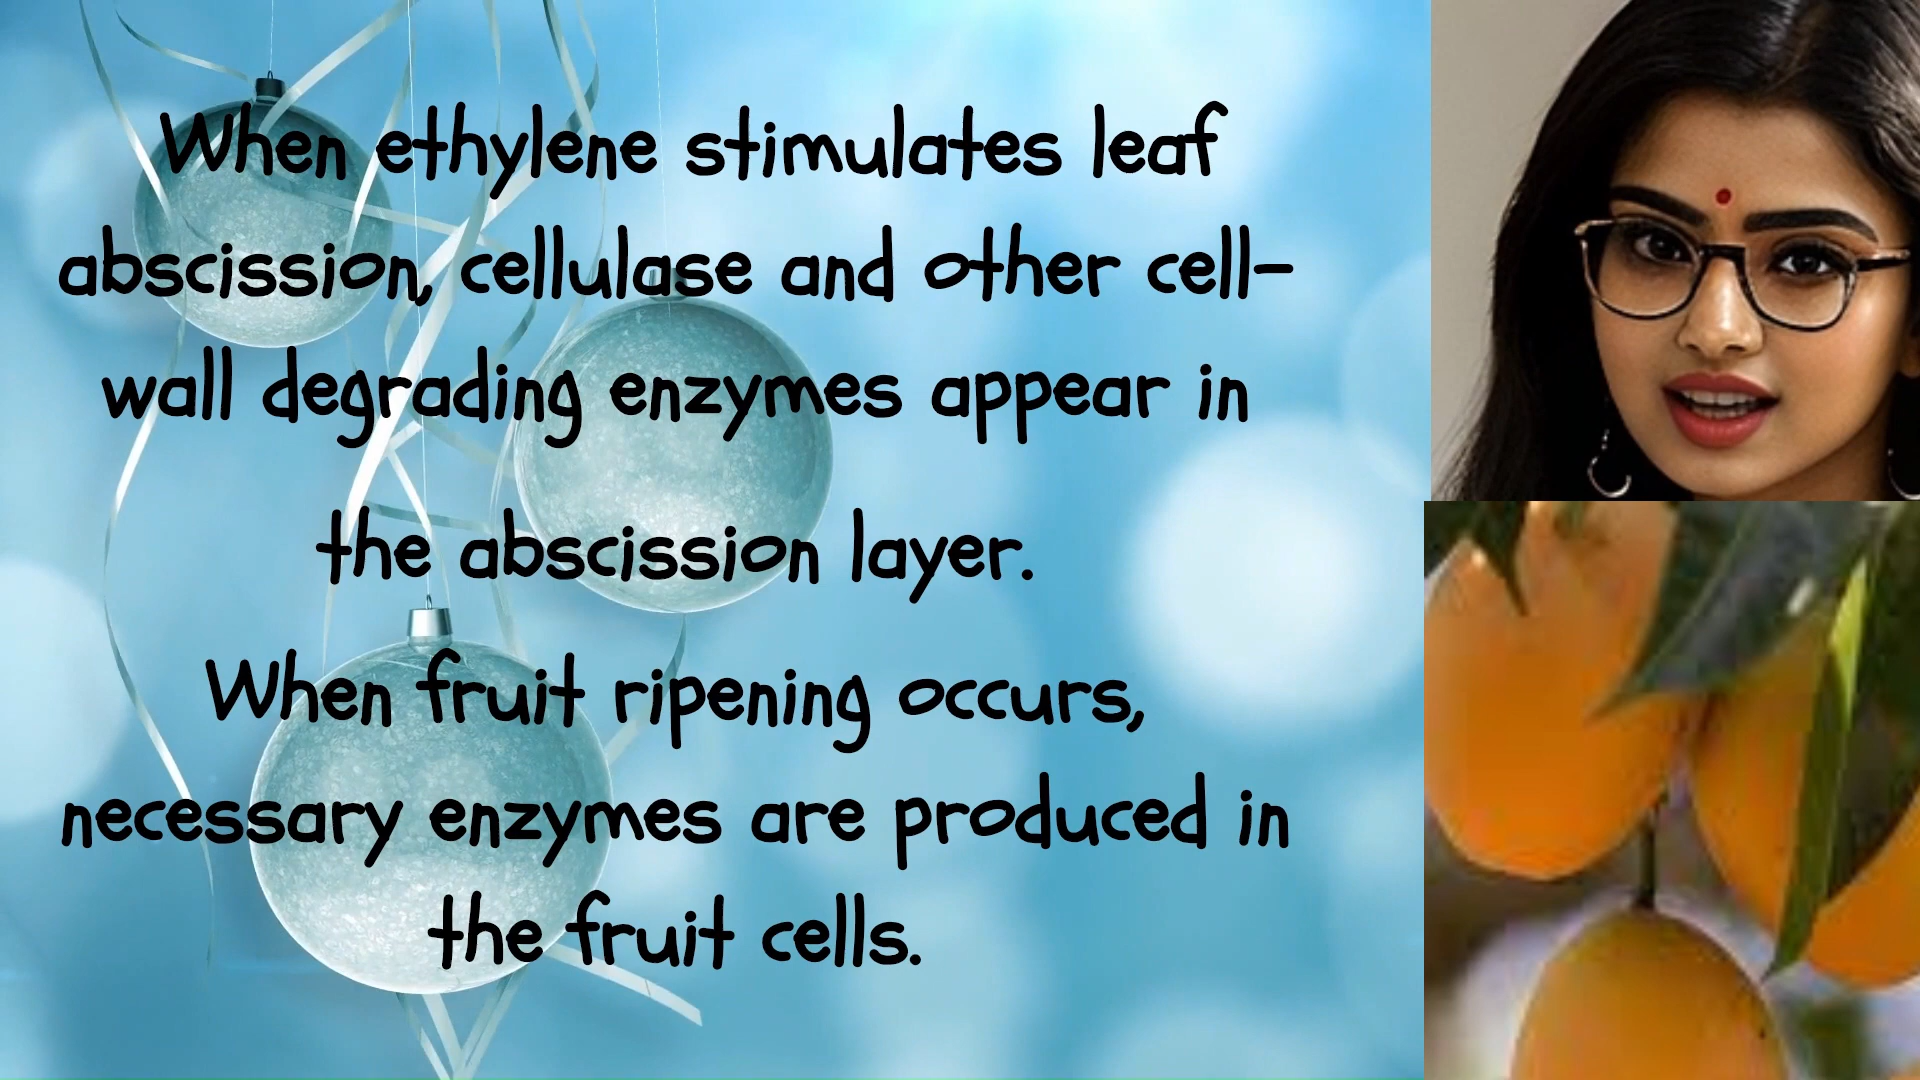 When ethylene stimulates leaf
abscission, cellulase and other cell-
wall degrading enzymes appear in
the abscission layer.
When fruit ripening occurs,
necessary enzymes are produced in
the fruit cells.